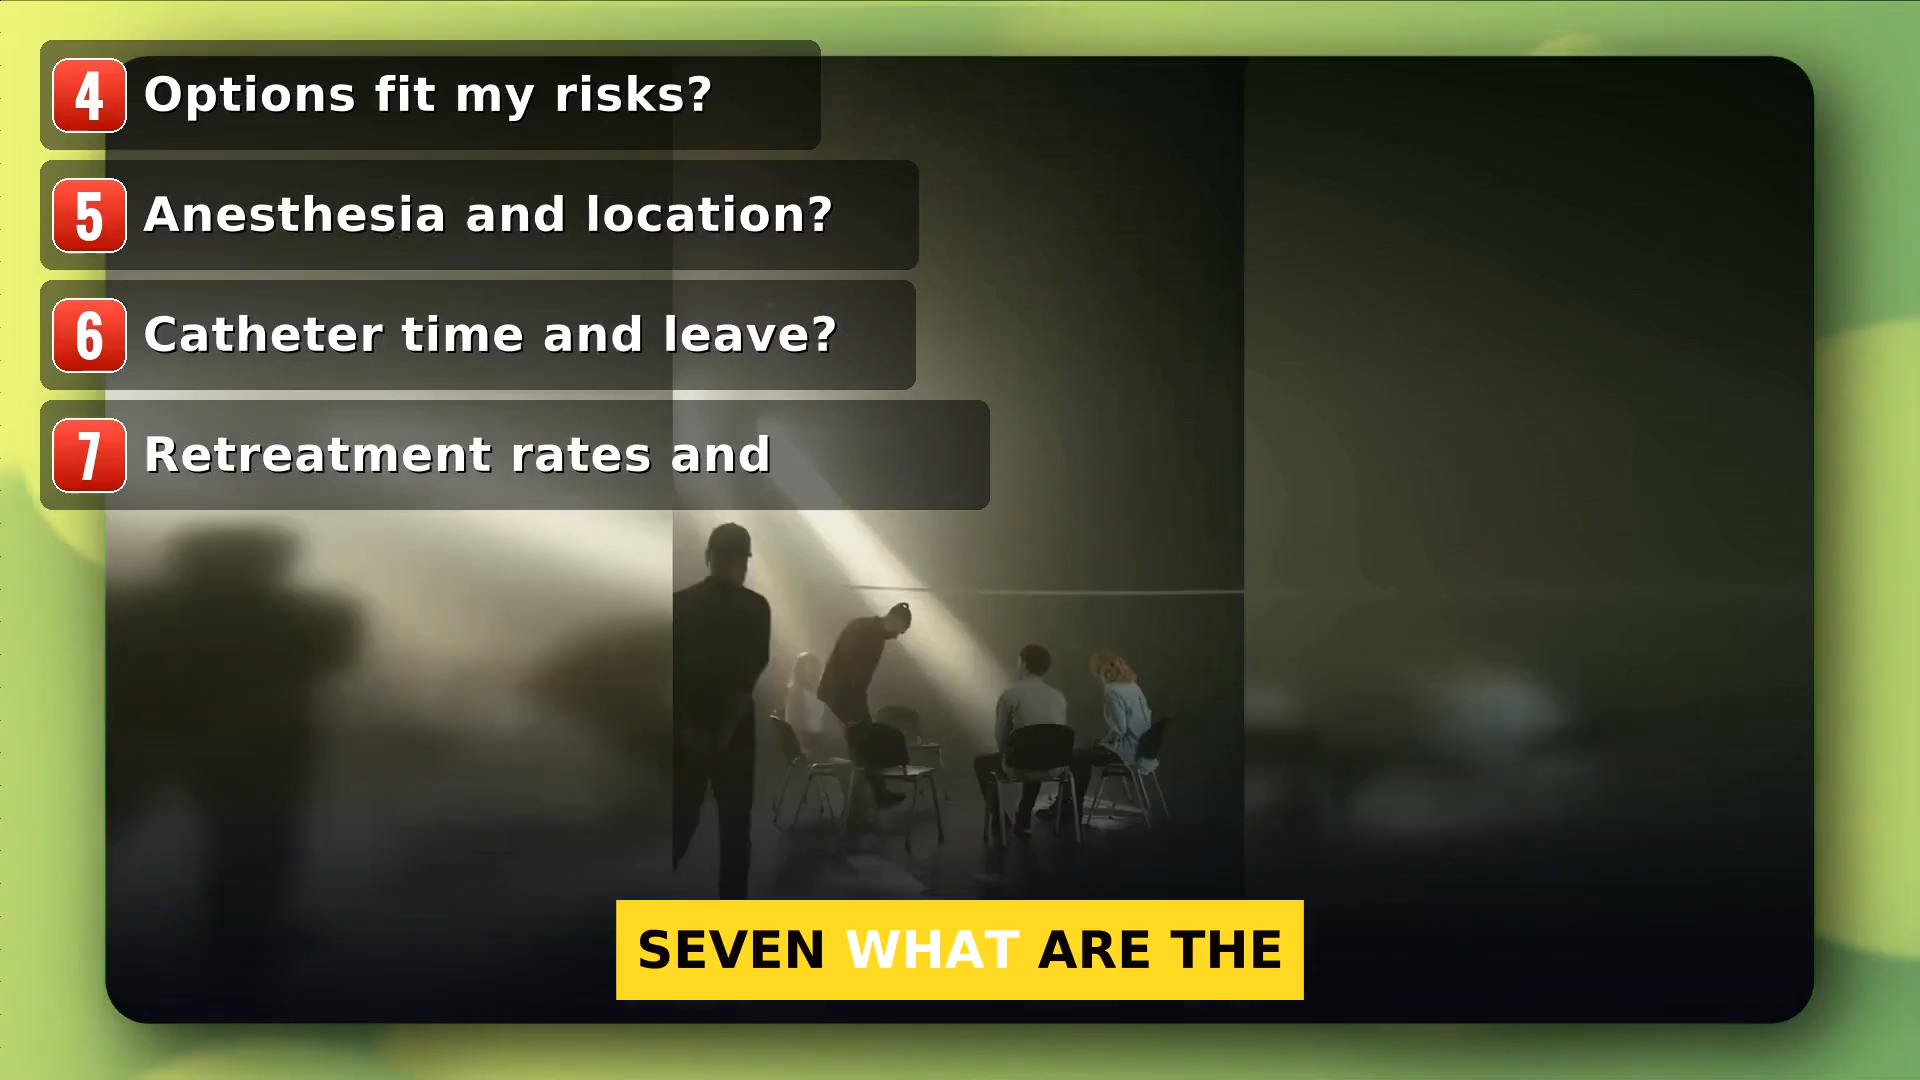 4 Options fit my risks?
5 Anesthesia and location?
6 Catheter time and leave?
7 Retreatment rates and
SEVEN WHAT ARE THE